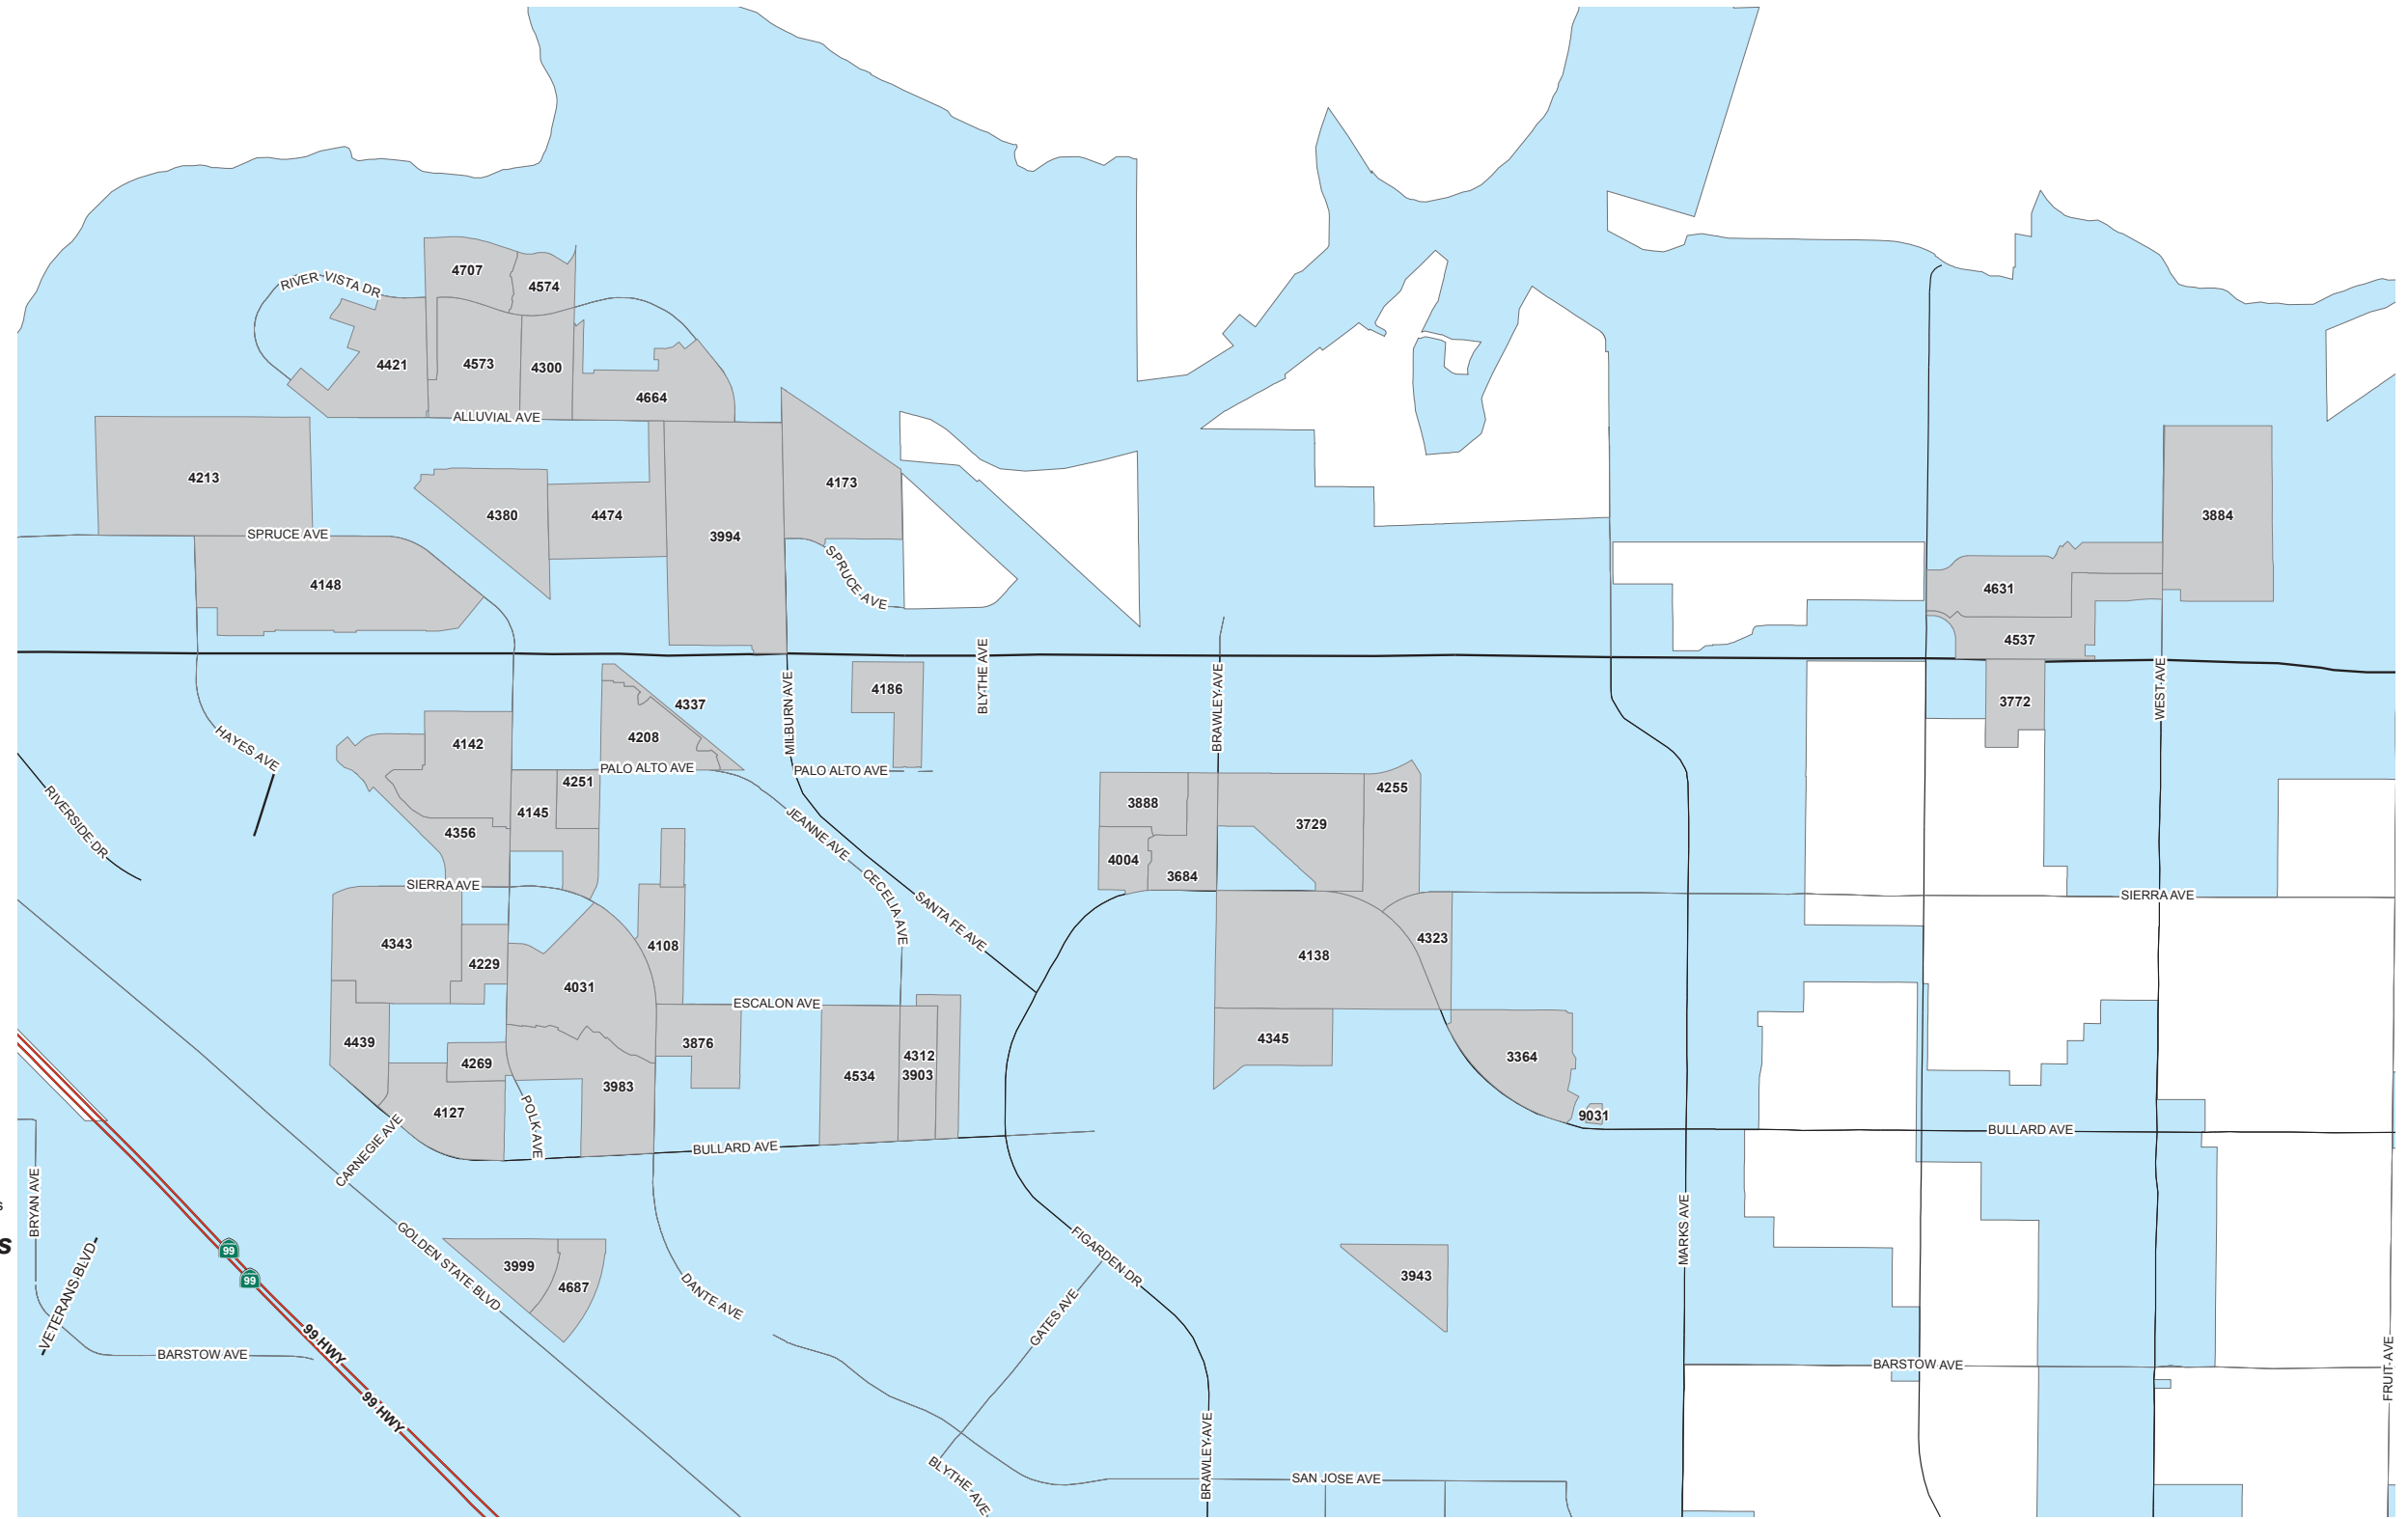 4707
4574
RIVER VISTA DR
4421
4573
4300
4664
ALLUVIAL AVE
4213
4380
4474
3994
4173
3884
SPRUCE AVE
SPRUCE AVE
4148
4631
4537
BLYTHE AVE
4186
4337
MILBURN AVE
BRAWLEY AVE
WEST AVE
3772
HAYES AVE
4142
4208
PALO ALTO AVE
PALO ALTO AVE
4251
4145
4255
3888
3729
RIVERSIDE DR
4356
JEANNE AVE
4004
3684
SIERRA AVE
CECELIA AVE
SANTA FE AVE
SIERRA AVE
4343
4229
4108
4323
4138
4031
ESCALON AVE
4439
4269
3876
4312
3903
4534
4345
3364
3983
4127
POLK AVE
9031
CARNEGIE AVE
BULLARD AVE
BULLARD AVE
BRYAN AVE
s
s
MARKS AVE
99
99
GOLDEN STATE BLVD
3999
4687
FIGARDEN DR
3943
VETERANS BLVD
DANTE AVE
GATES AVE
BARSTOW AVE
99 HWY
99 HWY
BARSTOW AVE
FRUIT AVE
BLYTHE AVE
BRAWLEY AVE
SAN JOSE AVE